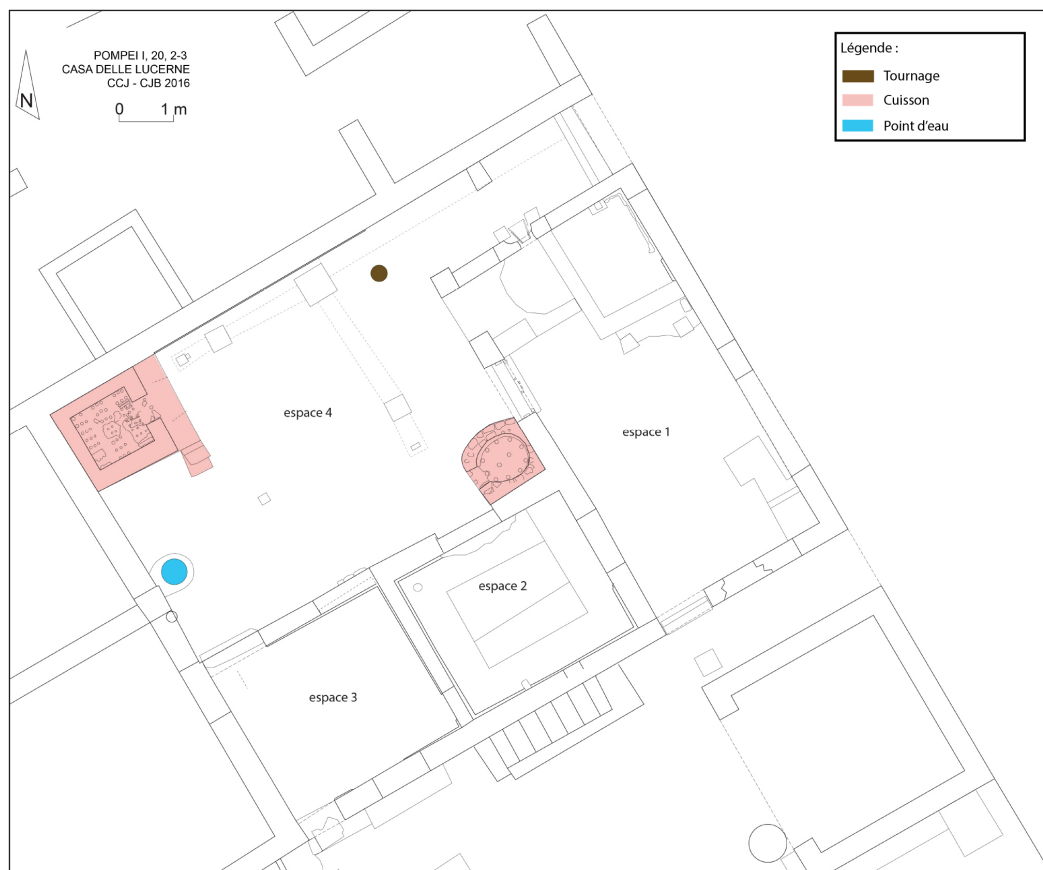 POMPEI I, 20, 2-3
CASA DELLE LUCERNE
CCJ - CJB 2016
N
0 1 m
Légende :
Tournage
Cuisson
Point d'eau
espace 4
espace 1
espace 2
espace 3